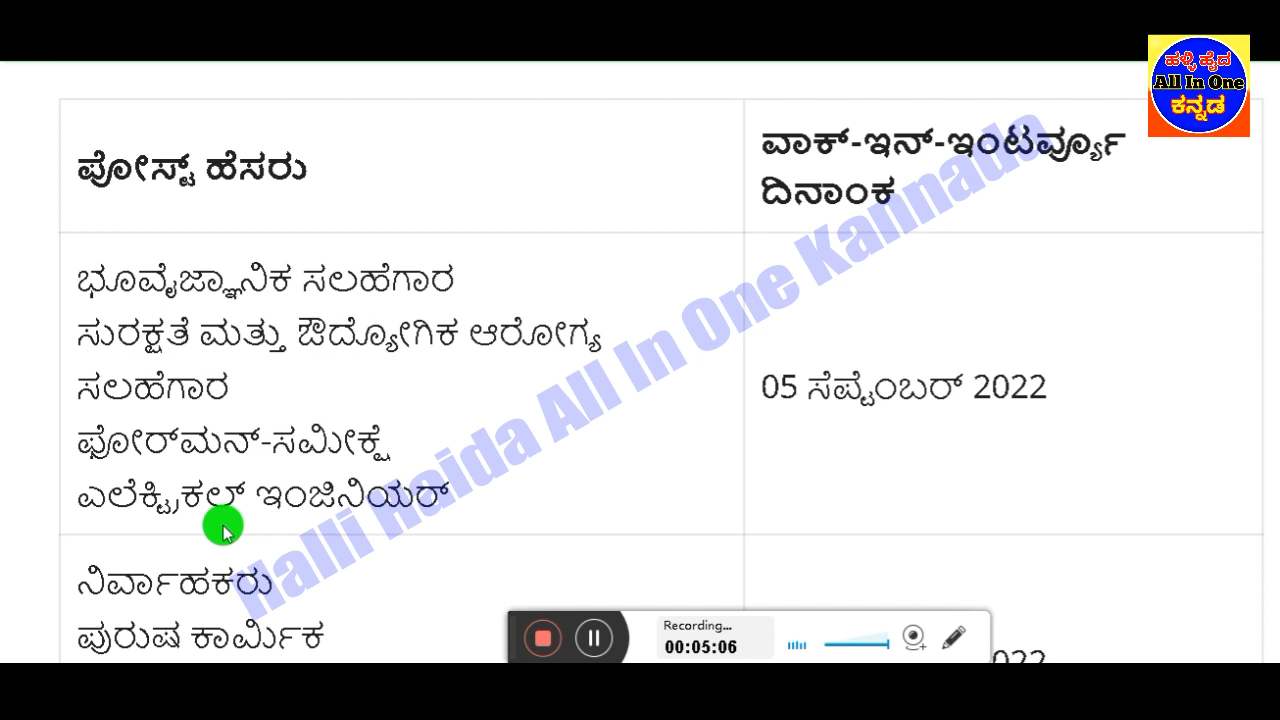 ಹಳ್ಳಿ ಹೈದ
All In One
ಕನ್ನಡ
ಪೋಸ್ಟ್ ಹೆಸರು
ವಾಕ್-ಇನ್-ಇಂಟರ್ವ್ಯೂ
ದಿನಾಂಕ
ಭೂವೈಜ್ಞಾನಿಕ ಸಲಹೆಗಾರ
ಸುರಕ್ಷತೆ ಮತ್ತು ಔದ್ಯೋಗಿಕ ಆರೋಗ್ಯ
ಸಲಹೆಗಾರ
ಫೋರ್‌ಮನ್-ಸಮೀಕ್ಷೆ
ಎಲೆಕ್ಟ್ರಿಕಲ್ ಇಂಜಿನಿಯರ್
05 ಸೆಪ್ಟೆಂಬರ್ 2022
ನಿರ್ವಾಹಕರು
ಪುರುಷ ಕಾರ್ಮಿಕ
Halli Haida All In One Kannada
Recording...
00:05:06